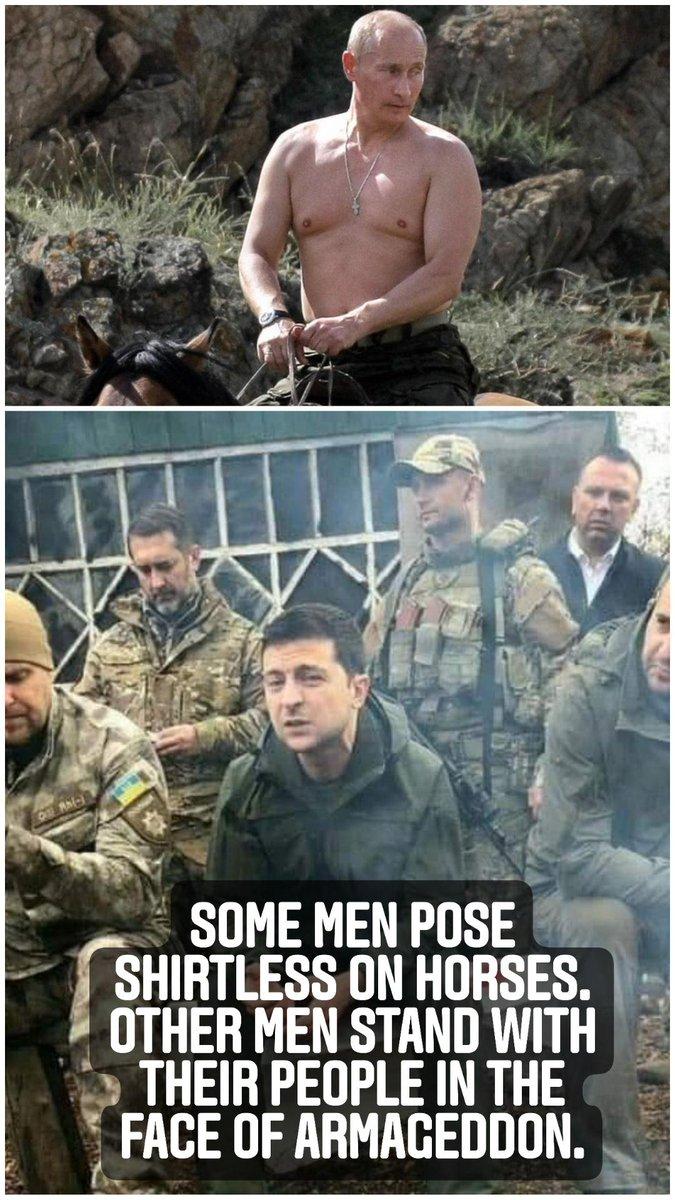 SOME MEN POSE
SHIRTLESS ON HORSES.
OTHER MEN STAND WITH
THEIR PEOPLE IN THE
FACE OF ARMAGEDDON.